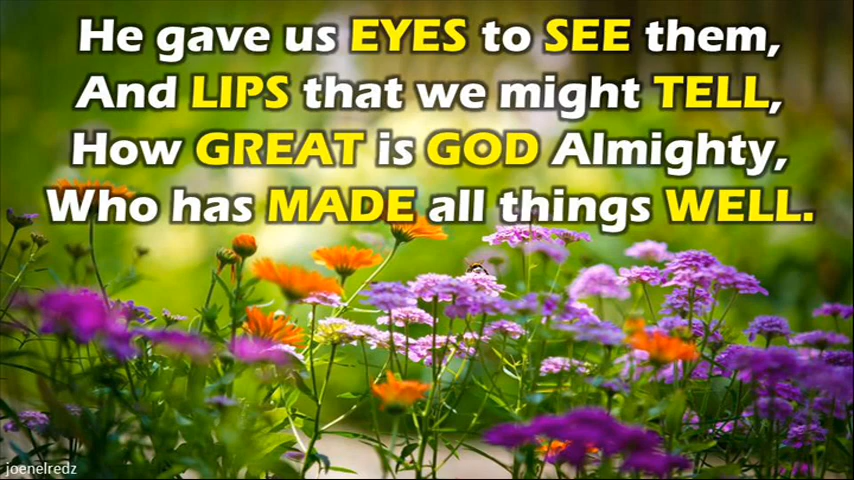 He gave us EYES to SEE them,
And LIPS that we might TELL,
How GREAT is GOD Almighty,
Who has MADE all things WELL.
joenelredz